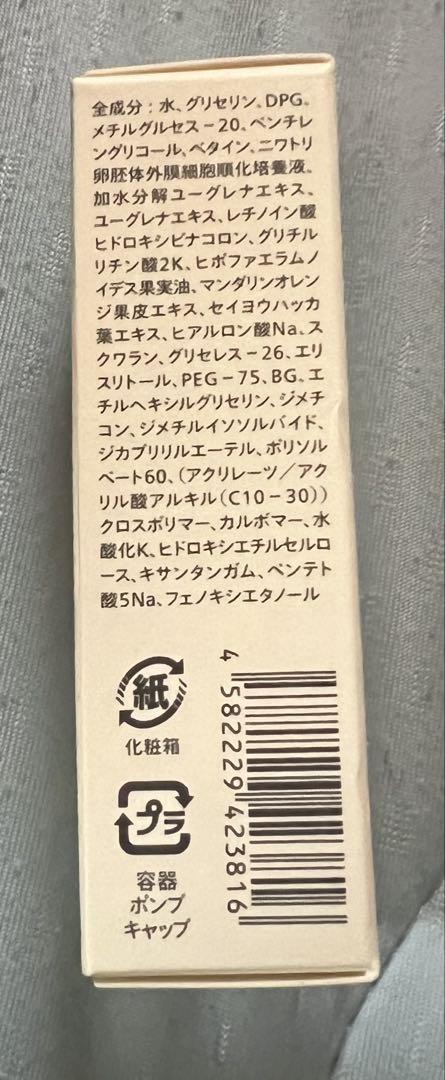 全成分:水、グリセリン、DPG、
メチルグルセス-20、ペンチレ
ングリコール、ベタイン、ニワトリ
卵胚体外膜細胞順化培養液、
加水分解ユーグレナエキス、
ユーグレナエキス、レチノイン酸
ヒドロキシピナコロン、グリチル
リチン酸2K、ヒポファエラムノ
イデス果実油、マンダリンオレン
ジ果皮エキス、セイヨウハッカ
葉エキス、ヒアルロン酸Na、ス
クワラン、グリセレス-26、エリ
スリトール、PEG-75、BG、エ
チルヘキシルグリセリン、ジメチ
コン、ジメチルイソソルバイド、
ジカプリリルエーテル、ポリソル
ベート60、(アクリレーツ/アク
リル酸アルキル(C10-30))
クロスポリマー、カルボマー、水
酸化K、ヒドロキシエチルセルロ
ース、キサンタンガム、ペンテト
酸5Na、フェノキシエタノール
紙
化粧箱
プラ
容器
ポンプ
キャップ
4 582229 423816